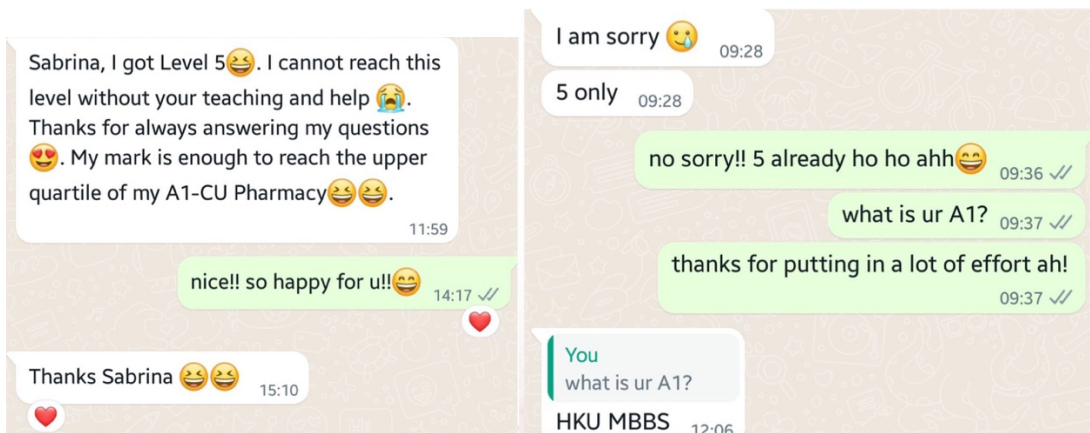 Sabrina, I got Level 5😆. I cannot reach this
level without your teaching and help 😭.
Thanks for always answering my questions
😍. My mark is enough to reach the upper
quartile of my A1-CU Pharmacy😆😆.
11:59
nice!! so happy for u!!😄
14:17
Thanks Sabrina 😆😆
15:10
I am sorry 🥲
09:28
5 only 09:28
no sorry!! 5 already ho ho ahh😄
09:36
what is ur A1? 09:37
thanks for putting in a lot of effort ah!
09:37
You
what is ur A1?
HKU MBBS 12:06